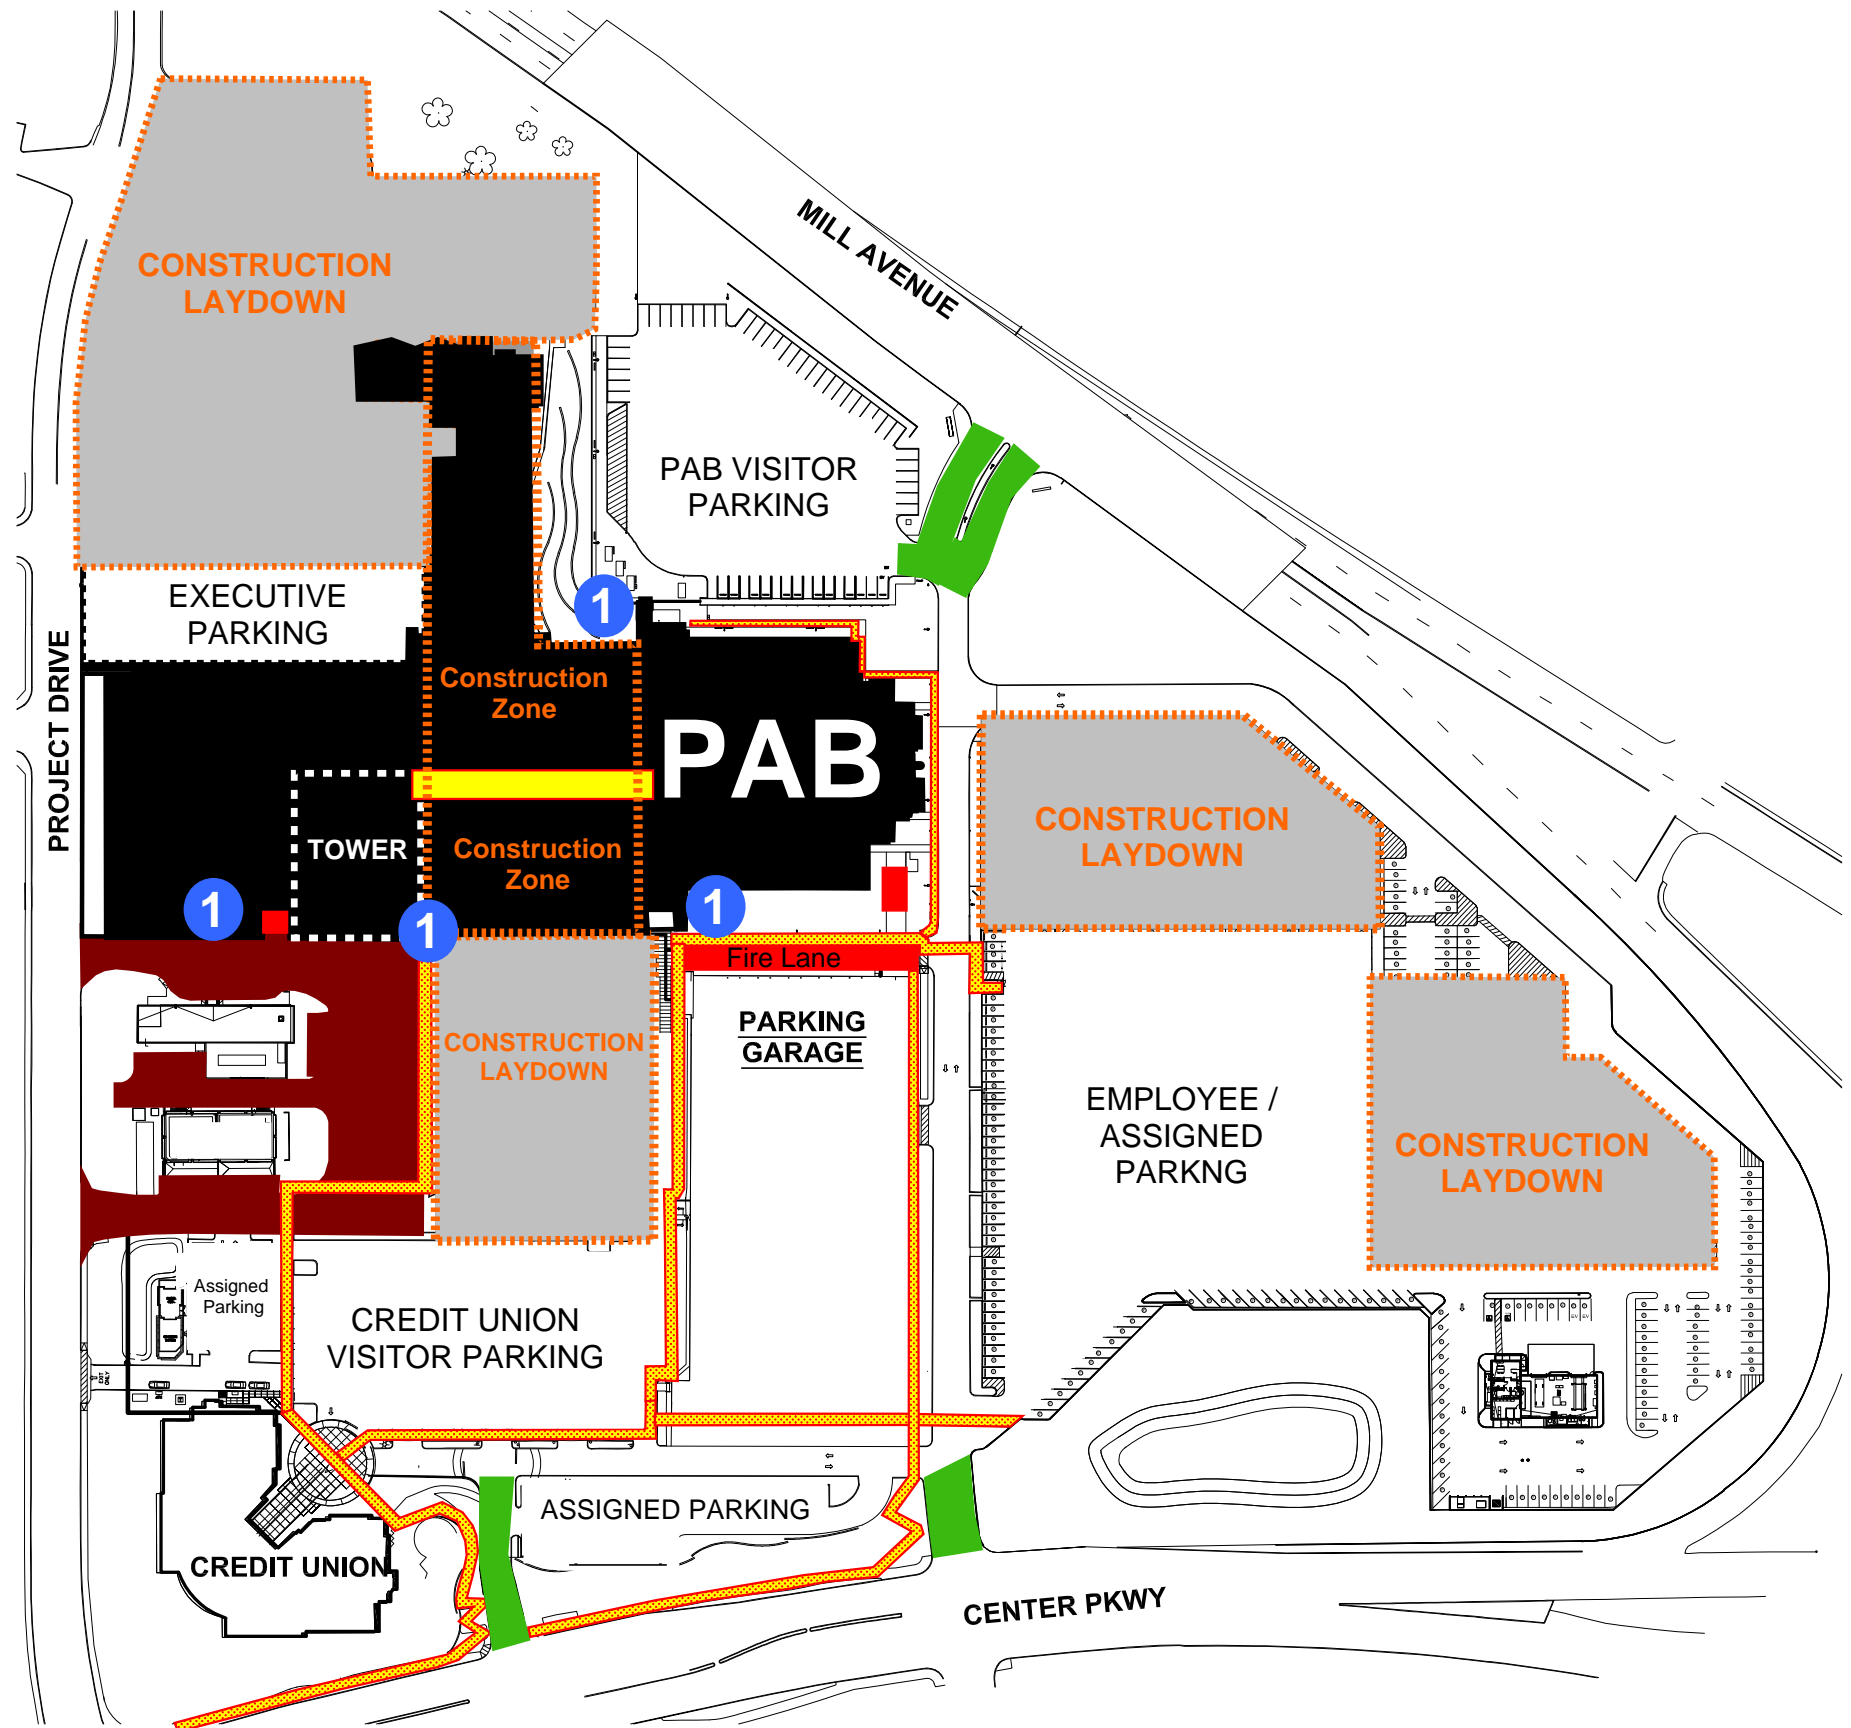 CONSTRUCTION
LAYDOWN
MILL AVENUE
PAB VISITOR
PARKING
EXECUTIVE
PARKING
1
PROJECT DRIVE
Construction
Zone
PAB
TOWER
Construction
Zone
CONSTRUCTION
LAYDOWN
1
1
1
Fire Lane
PARKING
GARAGE
CONSTRUCTION
LAYDOWN
EMPLOYEE /
ASSIGNED
PARKNG
CONSTRUCTION
LAYDOWN
Assigned
Parking
CREDIT UNION
VISITOR PARKING
EXIT
ONLY
ASSIGNED PARKING
CREDIT UNION
CENTER PKWY